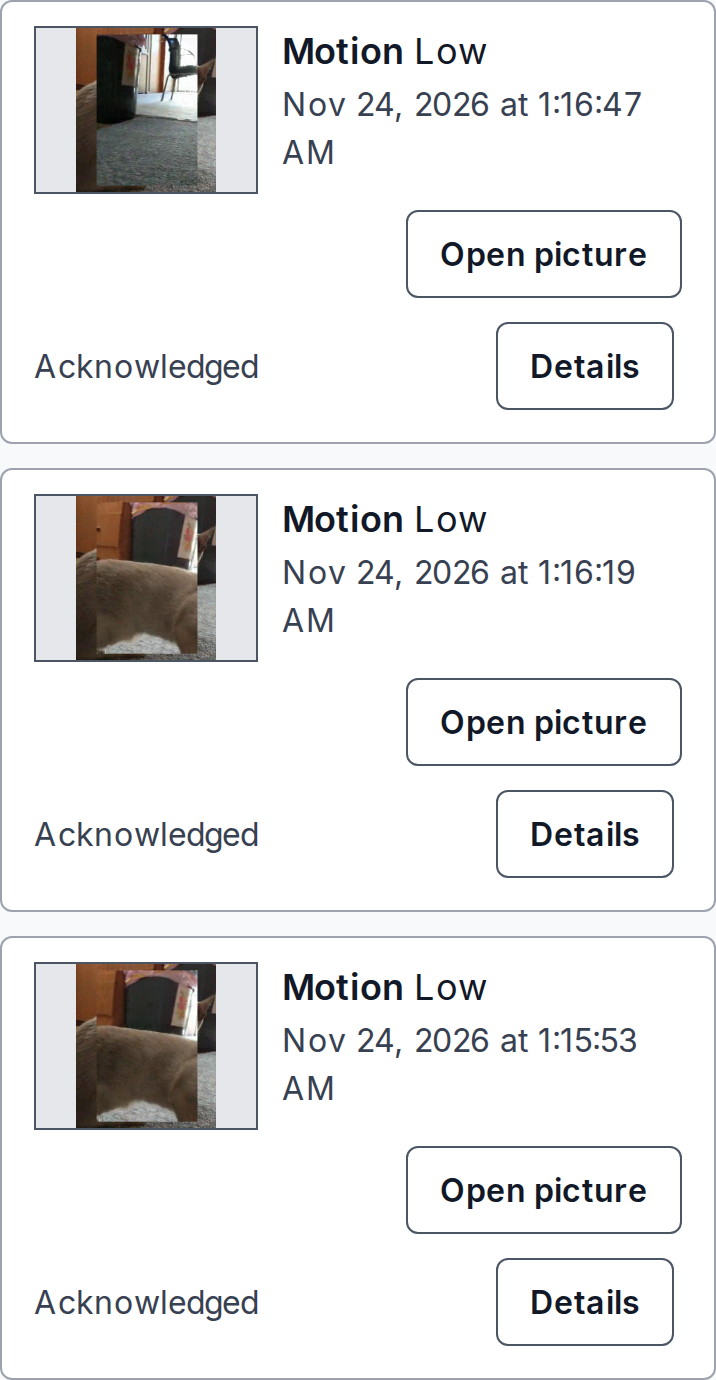 Motion Low
Nov 24, 2026 at 1:16:47
AM
Open picture
Acknowledged
Details
Motion Low
Nov 24, 2026 at 1:16:19
AM
Open picture
Acknowledged
Details
Motion Low
Nov 24, 2026 at 1:15:53
AM
Open picture
Acknowledged
Details